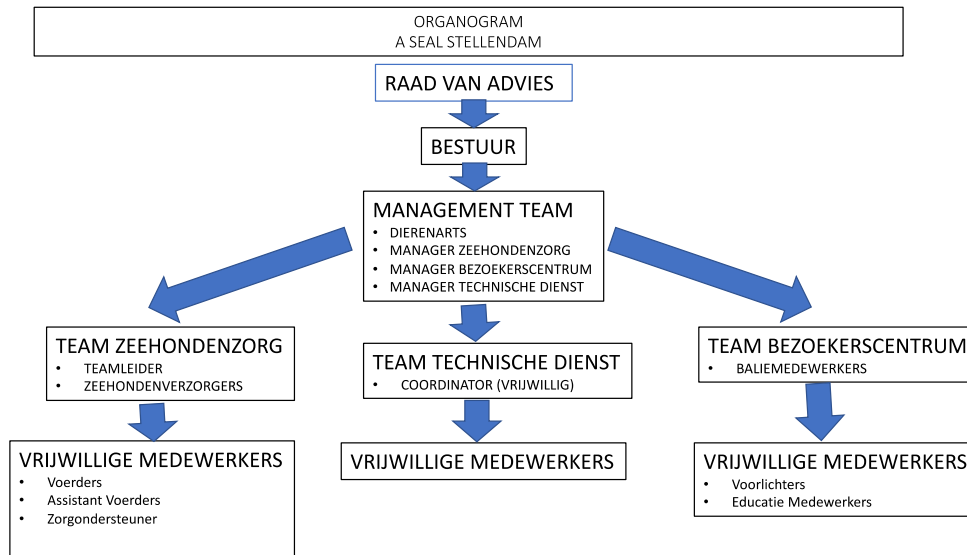 ORGANOGRAM
A SEAL STELLENDAM
RAAD VAN ADVIES
BESTUUR
MANAGEMENT TEAM
• DIERENARTS
• MANAGER ZEEHONDENZORG
• MANAGER BEZOEKERSCENTRUM
• MANAGER TECHNISCHE DIENST
TEAM ZEEHONDENZORG
• TEAMLEIDER
• ZEEHONDENVERZORGERS
TEAM TECHNISCHE DIENST
• COORDINATOR (VRIJWILLIG)
TEAM BEZOEKERSCENTRUM
• BALIEMEDEWERKERS
VRIJWILLIGE MEDEWERKERS
• Voerders
• Assistant Voerders
• Zorgondersteuner
VRIJWILLIGE MEDEWERKERS
VRIJWILLIGE MEDEWERKERS
• Voorlichters
• Educatie Medewerkers